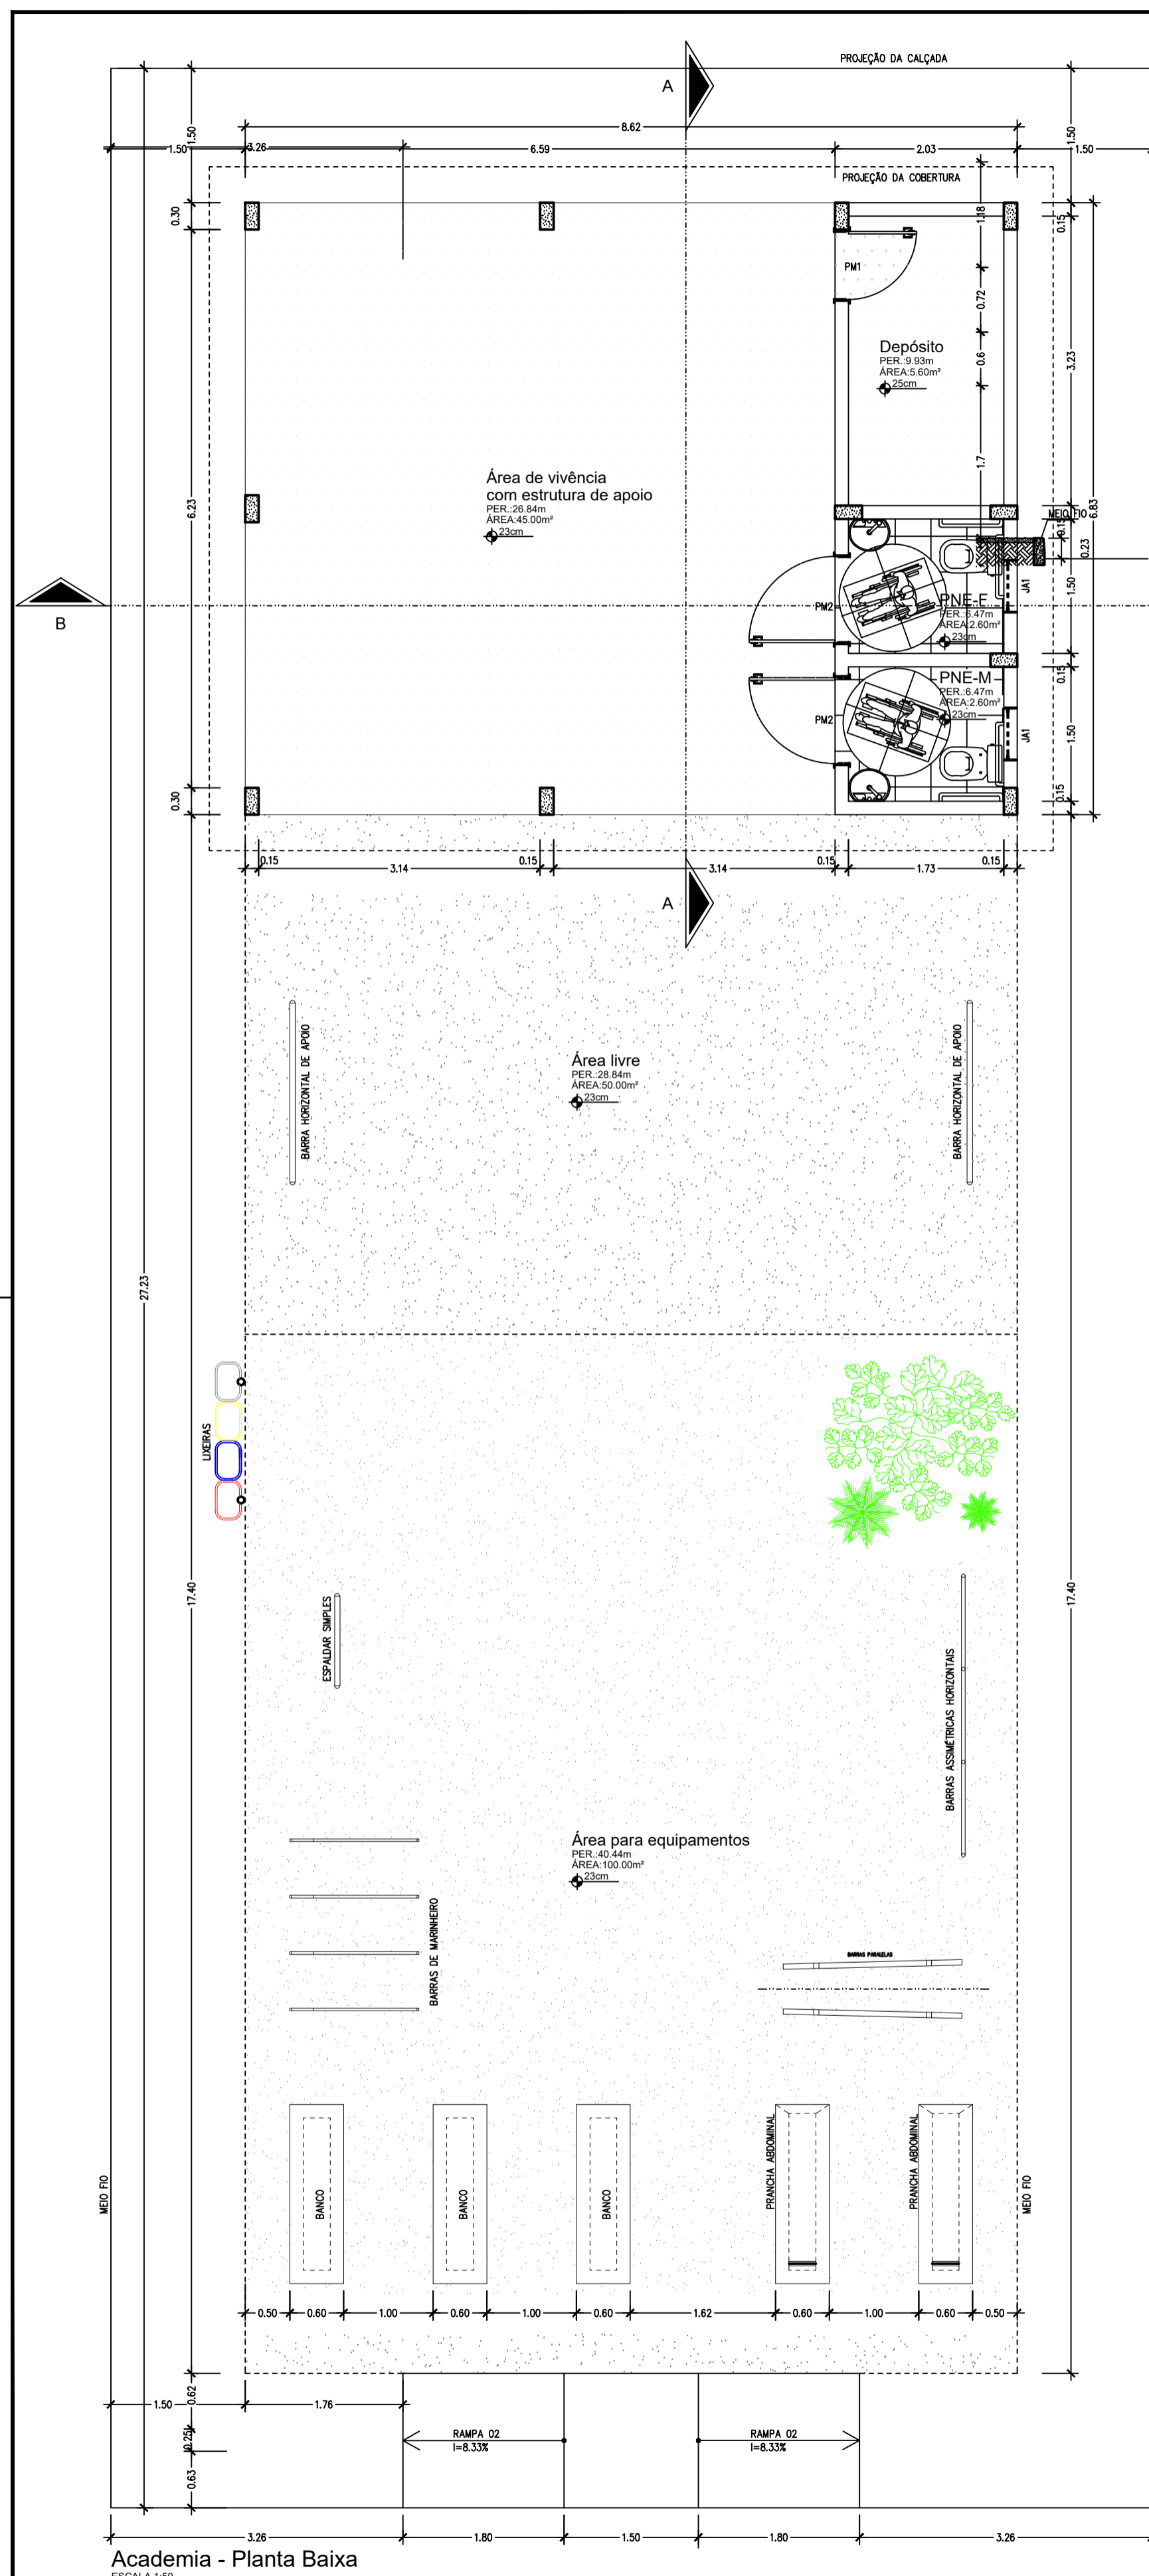 PROJEÇÃO DA CALÇADA
A
8.62
1.50
1.50
1.50
3.26
6.59
2.03
1.50
PROJEÇÃO DA COBERTURA
0.30
1.18
0.15
PM1
0.72
Depósito
PER.:9.93m
ÁREA:5.60m²
25cm
0.6
3.23
1.7
6.23
6.83
Área de vivência
com estrutura de apoio
PER.:26.84m
ÁREA:45.00m²
23cm
MEIO FIO
0.15
0.23
JA1
1.50
B
PM2
PNE-F
PER.:6.47m
ÁREA:2.60m²
23cm
PNE-M
PER.:6.47m
ÁREA:2.60m²
23cm
0.15
PM2
JA1
1.50
0.30
0.15
0.15
3.14
0.15
3.14
0.15
1.73
0.15
A
BARRA HORIZONTAL DE APOIO
Área livre
PER.:28.84m
ÁREA:50.00m²
23cm
BARRA HORIZONTAL DE APOIO
27.23
LIXEIRAS
17.40
17.40
ESPALDAR SIMPLES
BARRAS ASSIMÉTRICAS HORIZONTAIS
Área para equipamentos
PER.:40.44m
ÁREA:100.00m²
23cm
BARRAS DE MARINHEIRO
BARRAS PARALELAS
MEIO FIO
BANCO
BANCO
BANCO
PRANCHA ABDOMINAL
PRANCHA ABDOMINAL
MEIO FIO
0.50
0.60
1.00
0.60
1.00
0.60
1.62
0.60
1.00
0.60
0.50
1.50
0.62
1.76
0.25
0.63
RAMPA 02
I=8.33%
RAMPA 02
I=8.33%
3.26
1.80
1.50
1.80
3.26
Academia - Planta Baixa
ESCALA 1:50